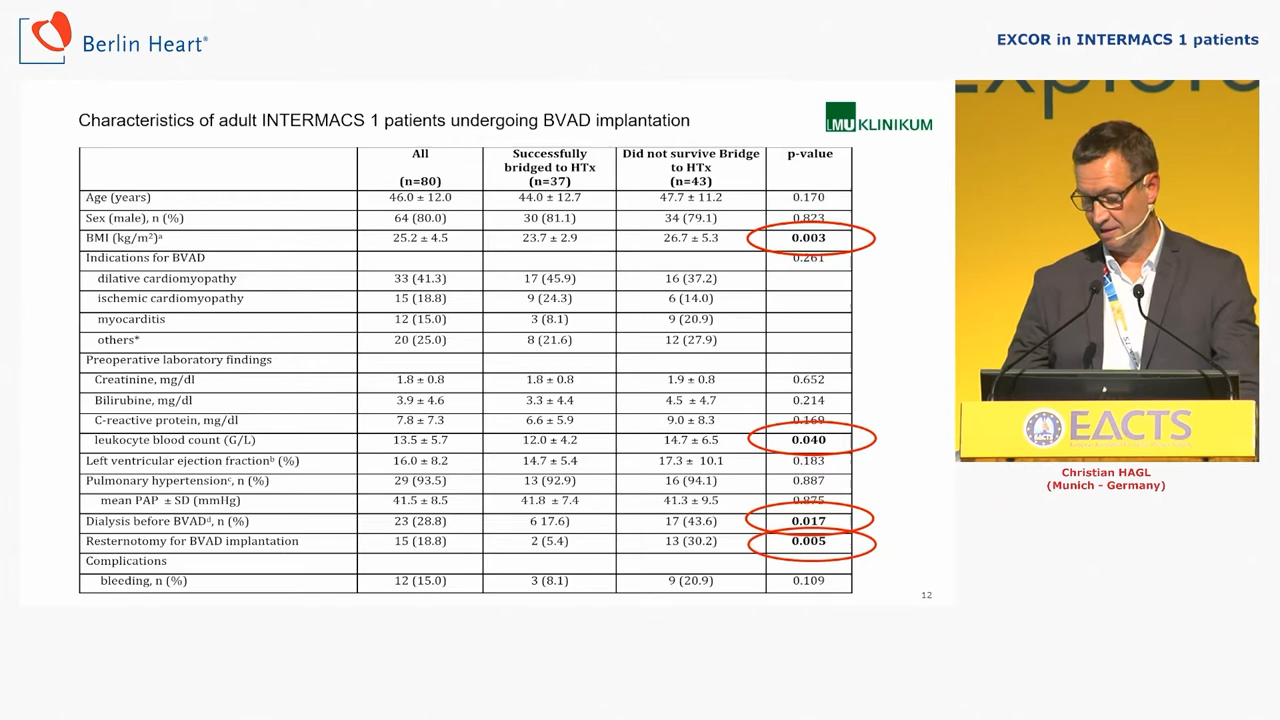 Berlin Heart®
EXCOR in INTERMACS 1 patients
Characteristics of adult INTERMACS 1 patients undergoing BVAD implantation
LMU KLINIKUM
All (n=80) Successfully bridged to HTx (n=37) Did not survive Bridge to HTx (n=43) p-value
Age (years) 46.0 ± 12.0 44.0 ± 12.7 47.7 ± 11.2 0.170
Sex (male), n (%) 64 (80.0) 30 (81.1) 34 (79.1) 0.823
BMI (kg/m²)ᵃ 25.2 ± 4.5 23.7 ± 2.9 26.7 ± 5.3 0.003
Indications for BVAD 0.261
dilative cardiomyopathy 33 (41.3) 17 (45.9) 16 (37.2)
ischemic cardiomyopathy 15 (18.8) 9 (24.3) 6 (14.0)
myocarditis 12 (15.0) 3 (8.1) 9 (20.9)
others* 20 (25.0) 8 (21.6) 12 (27.9)
Preoperative laboratory findings
Creatinine, mg/dl 1.8 ± 0.8 1.8 ± 0.8 1.9 ± 0.8 0.652
Bilirubine, mg/dl 3.9 ± 4.6 3.3 ± 4.4 4.5 ± 4.7 0.214
C-reactive protein, mg/dl 7.8 ± 7.3 6.6 ± 5.9 9.0 ± 8.3 0.169
leukocyte blood count (G/L) 13.5 ± 5.7 12.0 ± 4.2 14.7 ± 6.5 0.040
Left ventricular ejection fractionᵇ (%) 16.0 ± 8.2 14.7 ± 5.4 17.3 ± 10.1 0.183
Pulmonary hypertensionᶜ, n (%) 29 (93.5) 13 (92.9) 16 (94.1) 0.887
mean PAP ± SD (mmHg) 41.5 ± 8.5 41.8 ± 7.4 41.3 ± 9.5 0.875
Dialysis before BVADᵈ, n (%) 23 (28.8) 6 17.6) 17 (43.6) 0.017
Resternotomy for BVAD implantation 15 (18.8) 2 (5.4) 13 (30.2) 0.005
Complications
bleeding, n (%) 12 (15.0) 3 (8.1) 9 (20.9) 0.109
12
EACTS
Christian HAGL
(Munich - Germany)